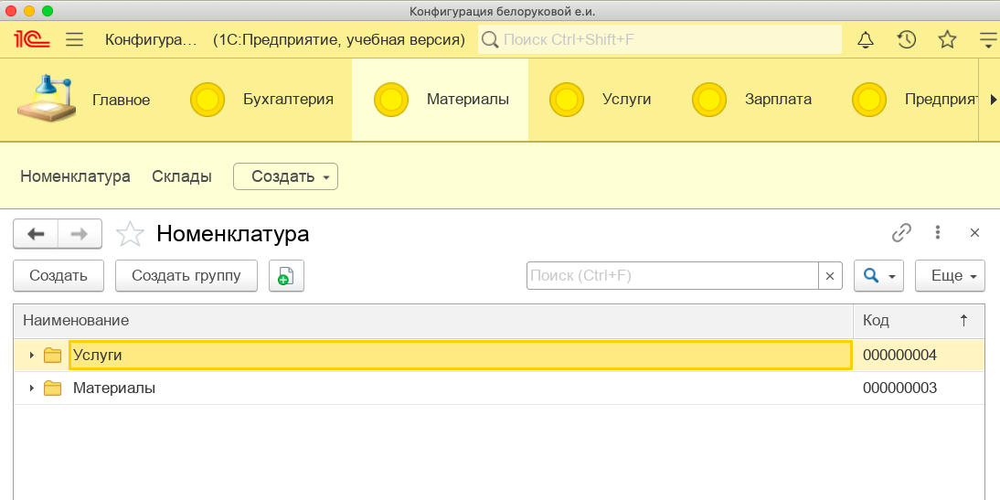 Конфигурация белоруковой е.и.
1С Конфигура... (1С:Предприятие, учебная версия) Поиск Ctrl+Shift+F
Главное Бухгалтерия Материалы Услуги Зарплата Предприят
Номенклатура Склады Создать
Номенклатура
Создать Создать группу Поиск (Ctrl+F) × Еще
Наименование Код ↑
Услуги 000000004
Материалы 000000003